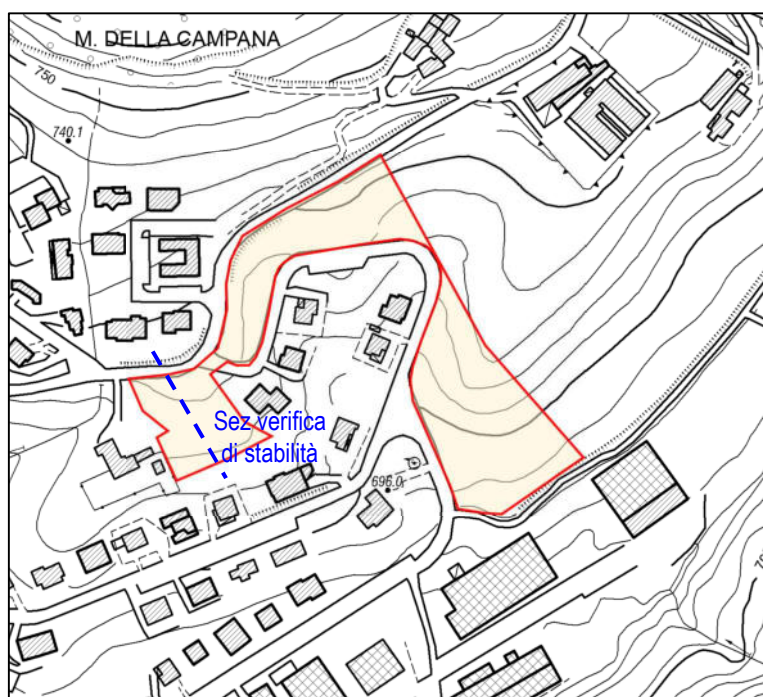 M. DELLA CAMPANA
750
740.1
Sez verifica
di stabilità
696.0